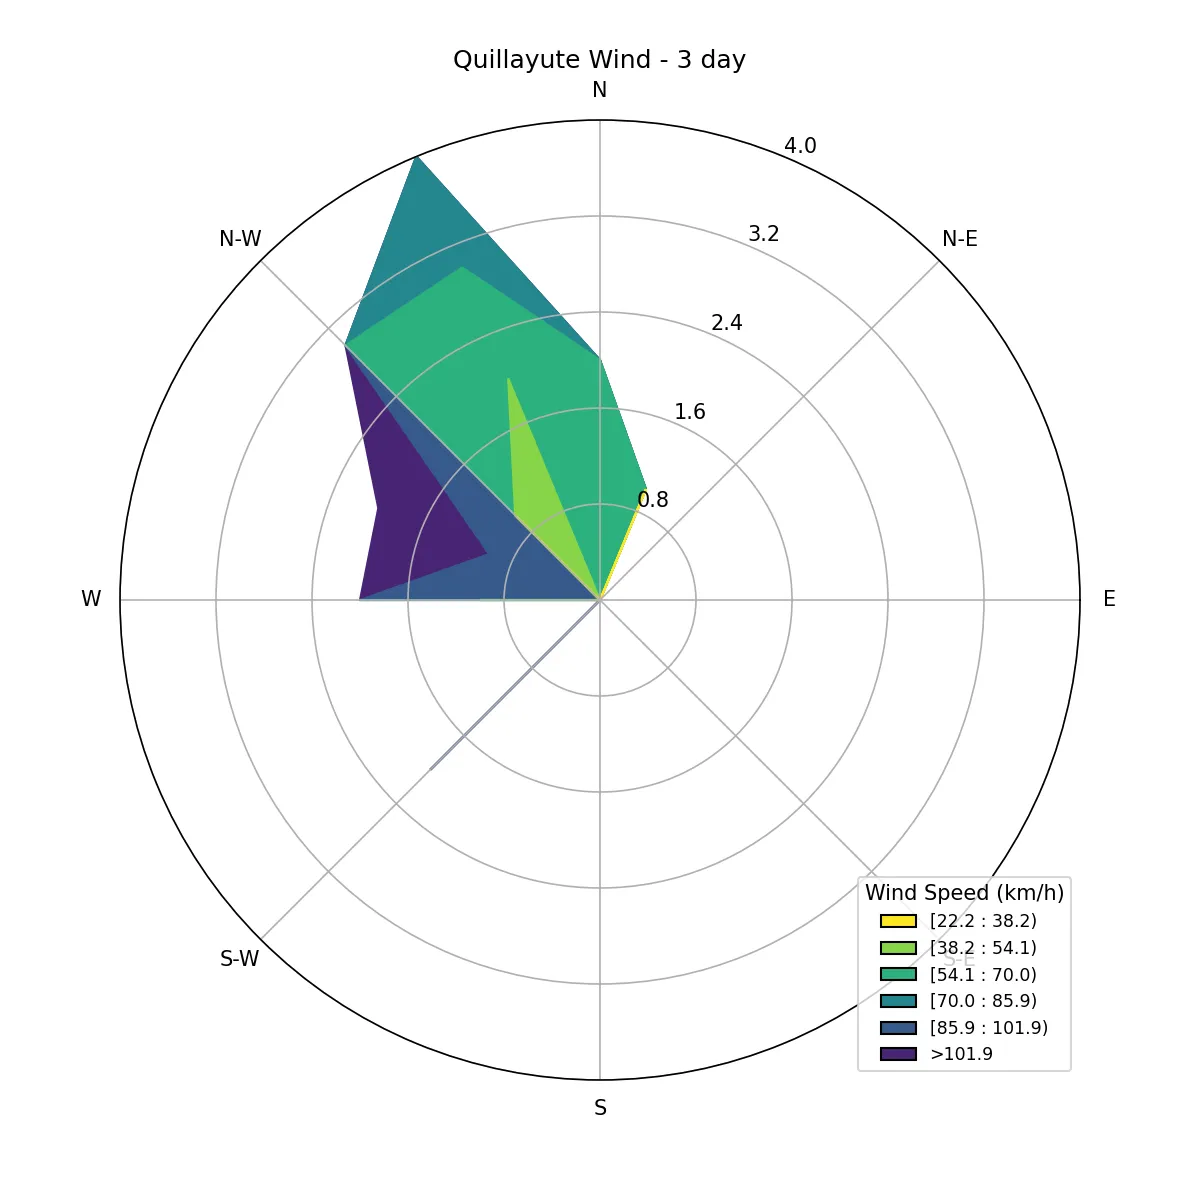 Quillayute Wind - 3 day
N
4.0
N-W
3.2
N-E
2.4
1.6
0.8
W
E
S-W
S-E
S
Wind Speed (km/h)
[22.2 : 38.2)
[38.2 : 54.1)
[54.1 : 70.0)
[70.0 : 85.9)
[85.9 : 101.9)
>101.9